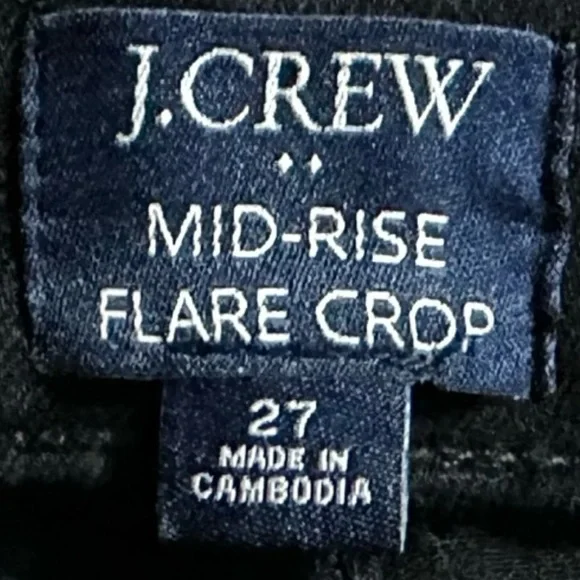 J.CREW
MID-RISE
FLARE CROP
27
MADE IN
CAMBODIA